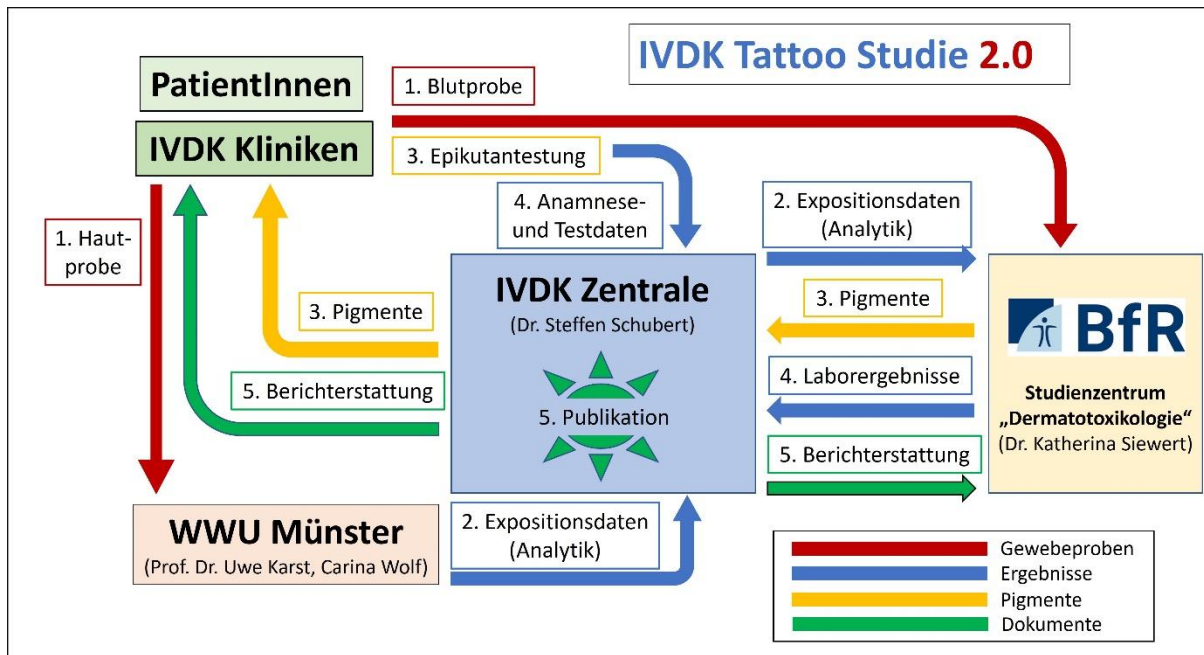 IVDK Tattoo Studie 2.0
PatientInnen
IVDK Kliniken
1. Blutprobe
3. Epikutantestung
4. Anamnese-
und Testdaten
2. Expositionsdaten
(Analytik)
1. Haut-
probe
IVDK Zentrale
(Dr. Steffen Schubert)
3. Pigmente
3. Pigmente
BfR
4. Laborergebnisse
5. Berichterstattung
5. Publikation
Studienzentrum
„Dermatotoxikologie“
(Dr. Katherina Siewert)
5. Berichterstattung
WWU Münster
(Prof. Dr. Uwe Karst, Carina Wolf)
2. Expositionsdaten
(Analytik)
Gewebeproben
Ergebnisse
Pigmente
Dokumente